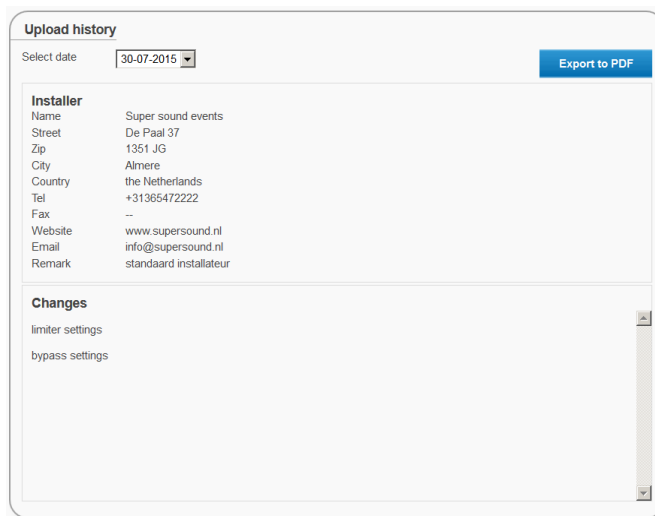 Upload history
Select date 30-07-2015 Export to PDF
Installer
Name Super sound events
Street De Paal 37
Zip 1351 JG
City Almere
Country the Netherlands
Tel +31365472222
Fax --
Website www.supersound.nl
Email info@supersound.nl
Remark standaard installateur
Changes
limiter settings
bypass settings